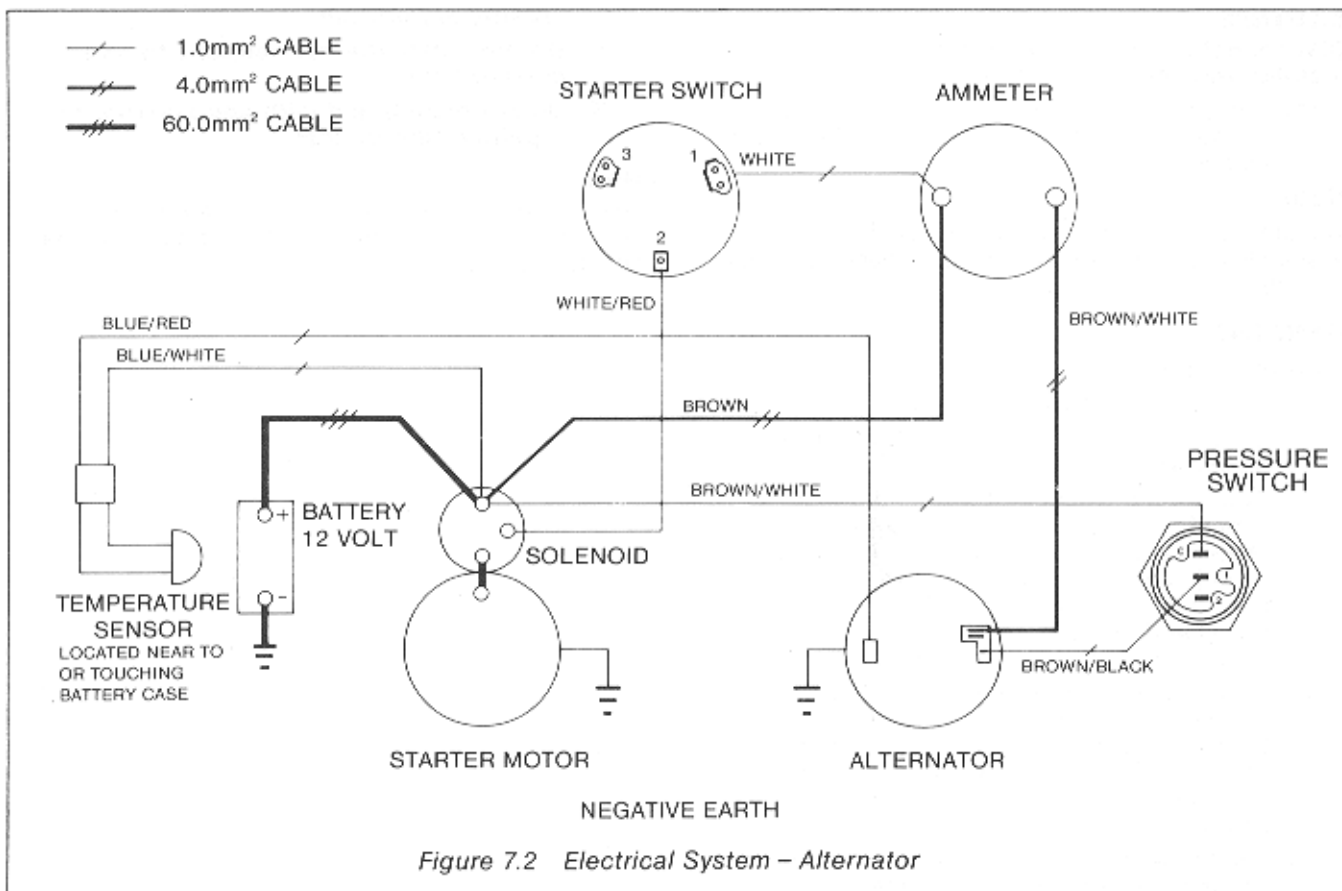 1.0mm² CABLE
4.0mm² CABLE
60.0mm² CABLE
STARTER SWITCH
AMMETER
3
1
WHITE
2
WHITE/RED
BROWN/WHITE
BLUE/RED
BLUE/WHITE
BROWN
PRESSURE
SWITCH
BROWN/WHITE
+
BATTERY
12 VOLT
SOLENOID
-
TEMPERATURE
SENSOR
LOCATED NEAR TO
OR TOUCHING
BATTERY CASE
1
2
BROWN/BLACK
STARTER MOTOR
ALTERNATOR
NEGATIVE EARTH
Figure 7.2 Electrical System – Alternator